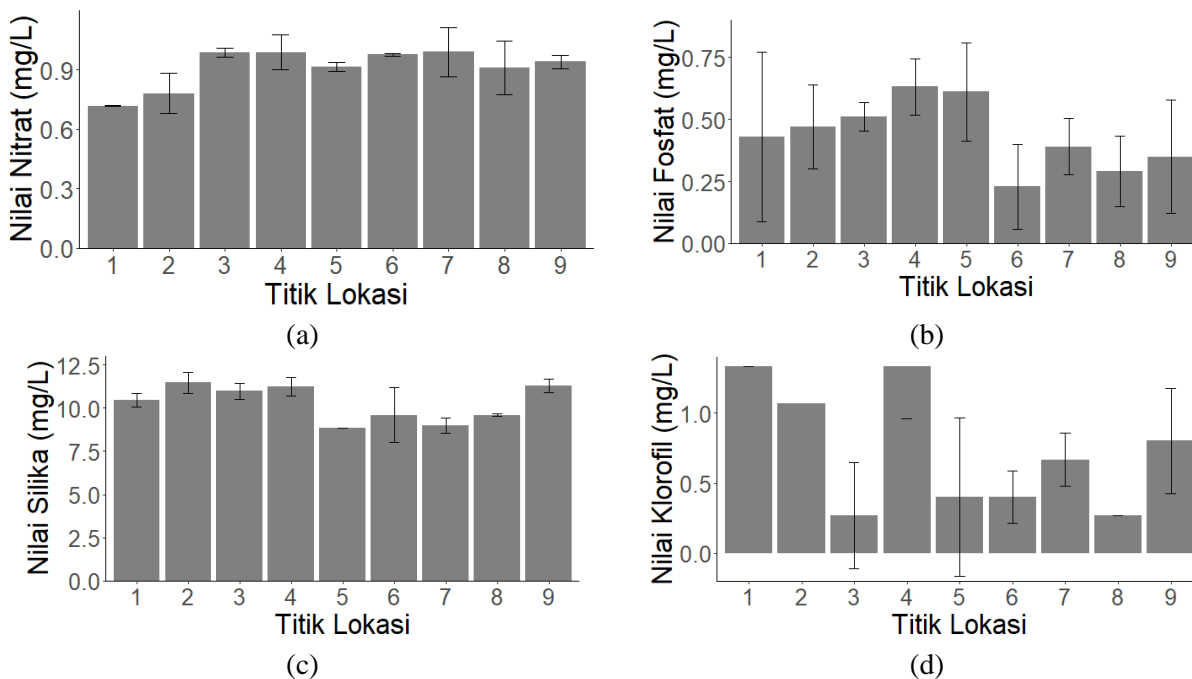 Nilai Nitrat (mg/L)
0.9
0.6
0.3
0.0
1 2 3 4 5 6 7 8 9
Titik Lokasi
(a)
Nilai Fosfat (mg/L)
0.75
0.50
0.25
0.00
1 2 3 4 5 6 7 8 9
Titik Lokasi
(b)
Nilai Silika (mg/L)
12.5
10.0
7.5
5.0
2.5
0.0
1 2 3 4 5 6 7 8 9
Titik Lokasi
(c)
Nilai Klorofil (mg/L)
1.0
0.5
0.0
1 2 3 4 5 6 7 8 9
Titik Lokasi
(d)